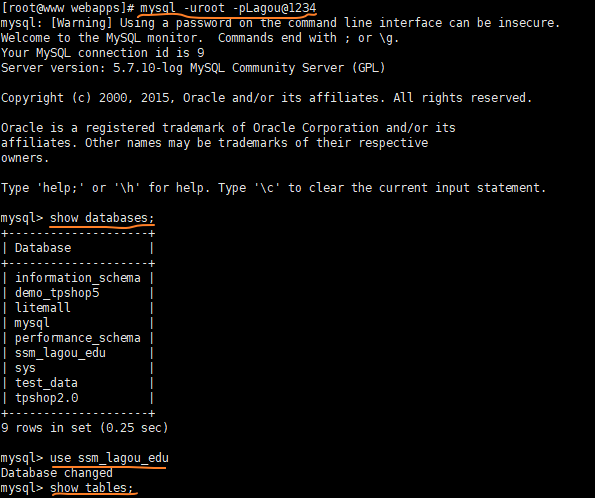 [root@www webapps]# mysql -uroot -pLagou@1234
mysql: [Warning] Using a password on the command line interface can be insecure.
Welcome to the MySQL monitor.  Commands end with ; or \g.
Your MySQL connection id is 9
Server version: 5.7.10-log MySQL Community Server (GPL)

Copyright (c) 2000, 2015, Oracle and/or its affiliates. All rights reserved.

Oracle is a registered trademark of Oracle Corporation and/or its
affiliates. Other names may be trademarks of their respective
owners.

Type 'help;' or '\h' for help. Type '\c' to clear the current input statement.

mysql> show databases;
+--------------------+
| Database           |
+--------------------+
| information_schema |
| demo_tpshop5       |
| litemall           |
| mysql              |
| performance_schema |
| ssm_lagou_edu      |
| sys                |
| test_data          |
| tpshop2.0          |
+--------------------+
9 rows in set (0.25 sec)

mysql> use ssm_lagou_edu
Database changed
mysql> show tables;